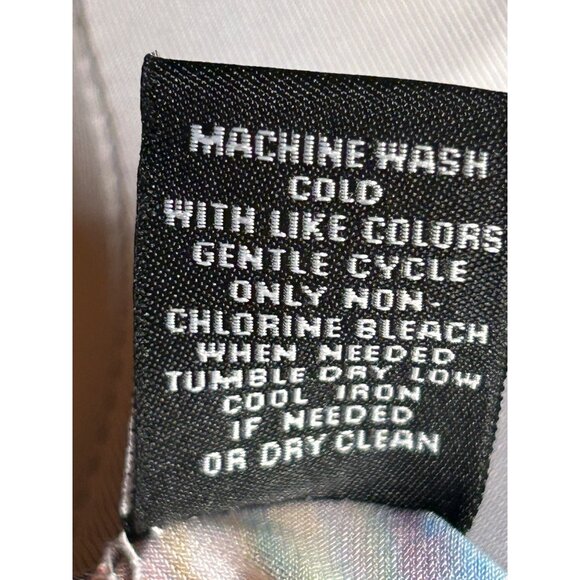 MACHINE WASH
COLD
WITH LIKE COLORS
GENTLE CYCLE
ONLY NON-
CHLORINE BLEACH
WHEN NEEDED
TUMBLE DRY LOW
COOL IRON
IF NEEDED
OR DRY CLEAN